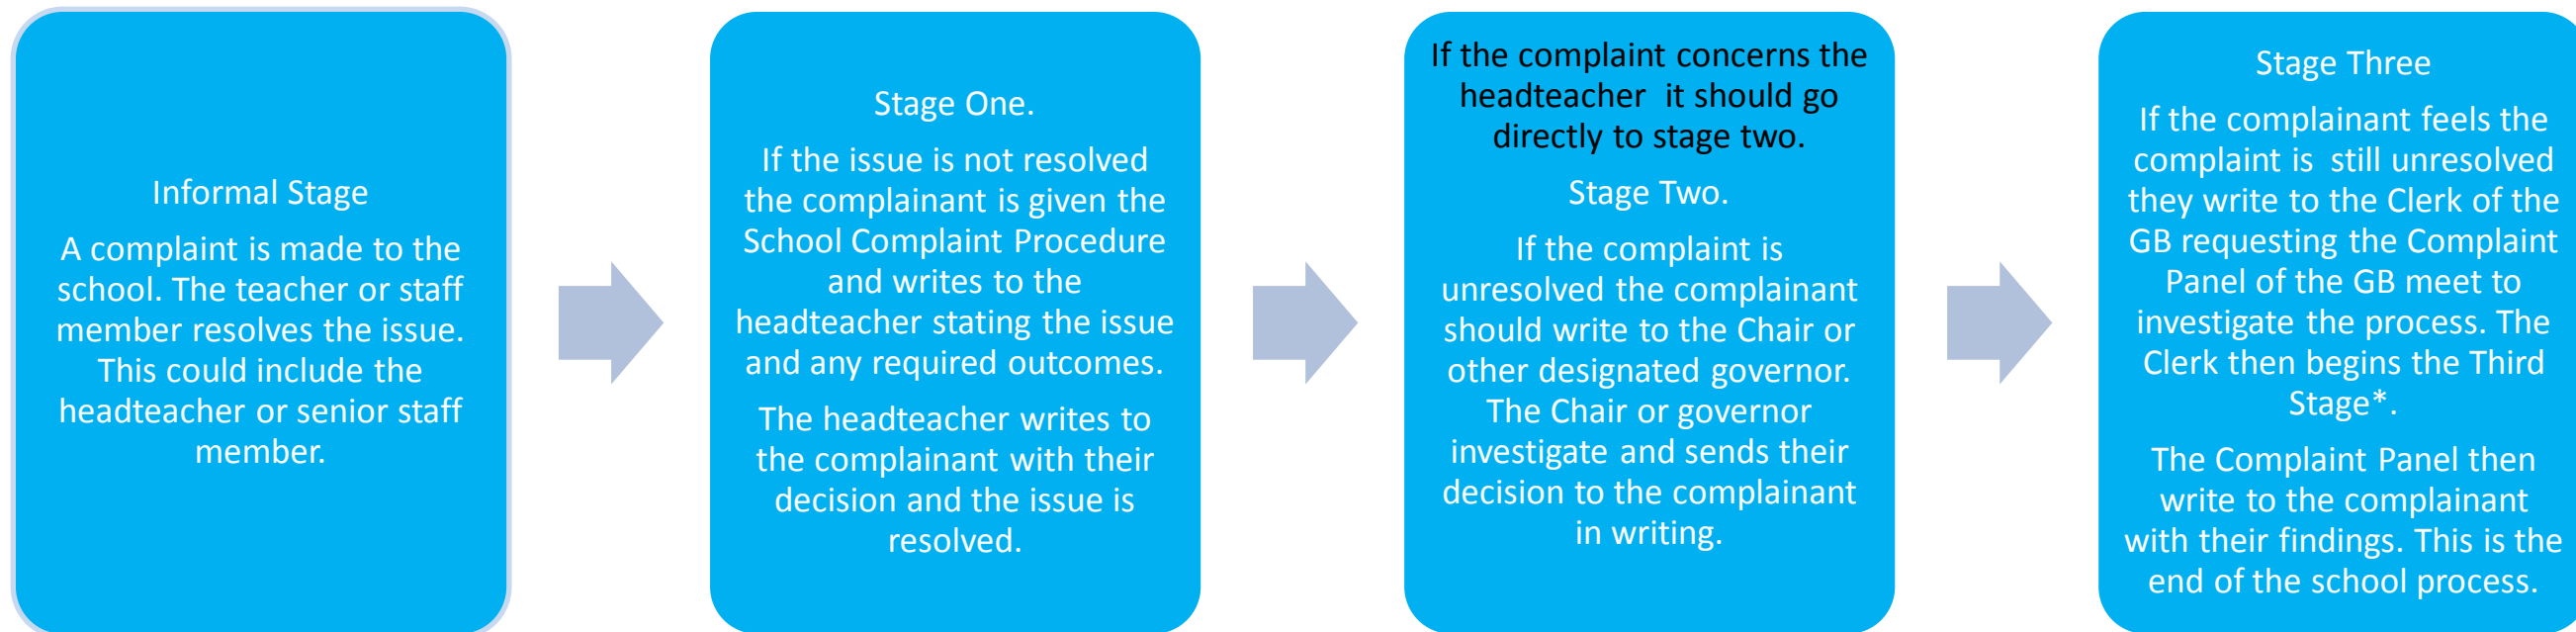 Informal Stage
A complaint is made to the
school. The teacher or staff
member resolves the issue.
This could include the
headteacher or senior staff
member.
Stage One.
If the issue is not resolved
the complainant is given the
School Complaint Procedure
and writes to the
headteacher stating the issue
and any required outcomes.
The headteacher writes to
the complainant with their
decision and the issue is
resolved.
If the complaint concerns the
headteacher it should go
directly to stage two.
Stage Two.
If the complaint is
unresolved the complainant
should write to the Chair or
other designated governor.
The Chair or governor
investigate and sends their
decision to the complainant
in writing.
Stage Three
If the complainant feels the
complaint is still unresolved
they write to the Clerk of the
GB requesting the Complaint
Panel of the GB meet to
investigate the process. The
Clerk then begins the Third
Stage*.
The Complaint Panel then
write to the complainant
with their findings. This is the
end of the school process.